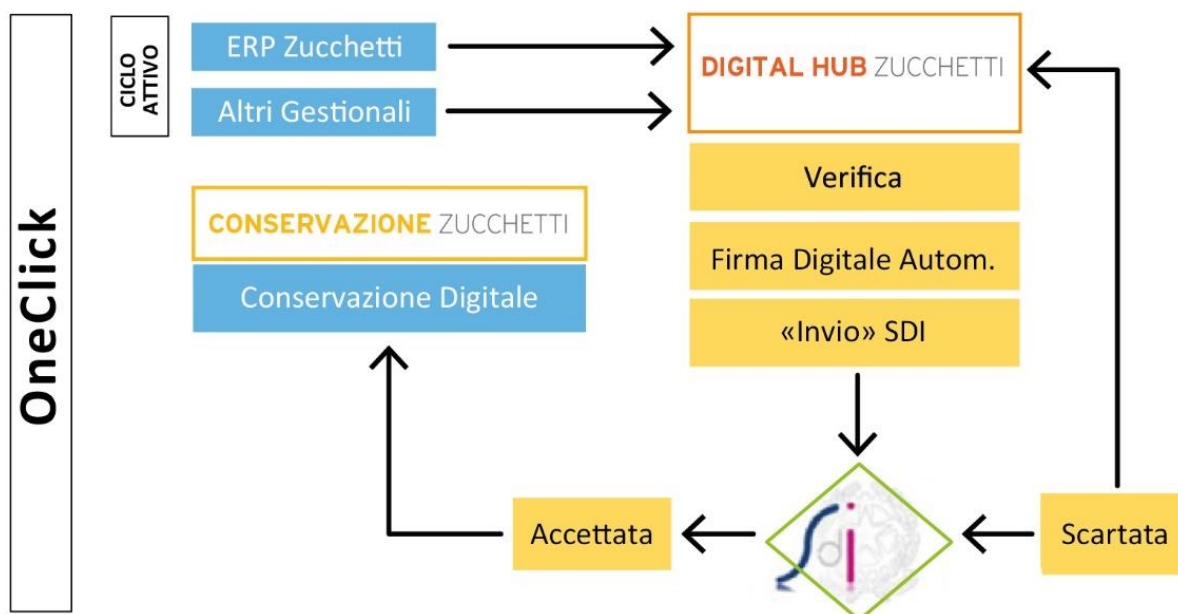 OneClick
CICLO
ATTIVO
ERP Zucchetti
Altri Gestionali
DIGITAL HUB ZUCCHETTI
Verifica
Firma Digitale Autom.
«Invio» SDI
CONSERVAZIONE ZUCCHETTI
Conservazione Digitale
Accettata
Sdi
Scartata